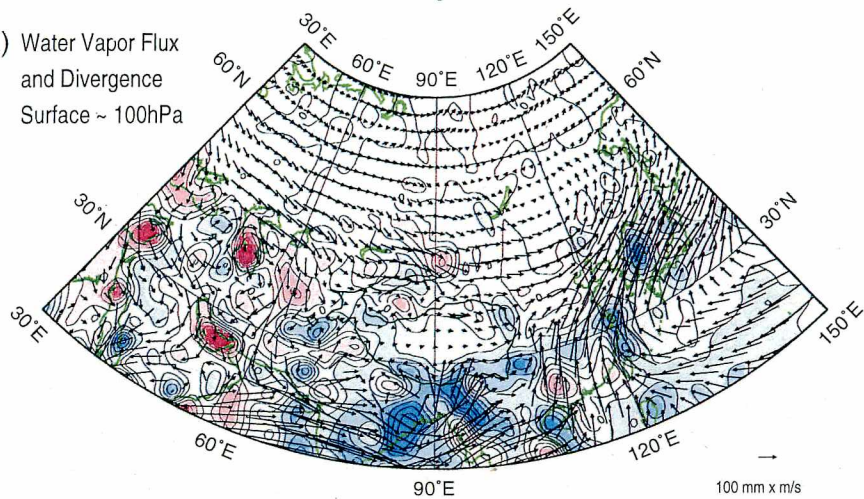 ) Water Vapor Flux
and Divergence
Surface ~ 100hPa
30˚E
60˚E
90˚E
120˚E
150˚E
60˚N
60˚N
30˚N
30˚N
30˚E
150˚E
60˚E
120˚E
90˚E
100 mm x m/s